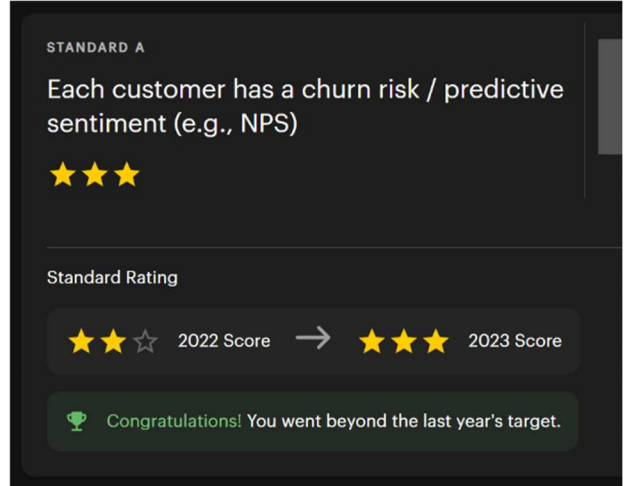 STANDARD A
Each customer has a churn risk / predictive
sentiment (e.g., NPS)
Standard Rating
2022 Score → 2023 Score
Congratulations! You went beyond the last year's target.